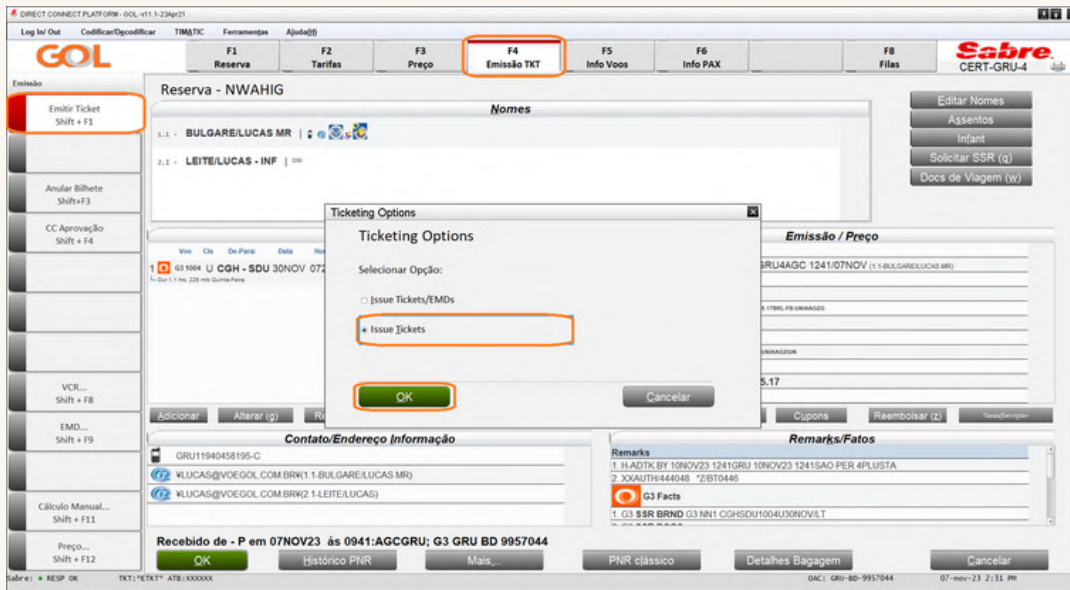 DIRECT CONNECT PLATFORM - GOL -v11.1-23Apr21
Log In/ Out Codificar/Decodificar TIMATIC Ferramentas Ajuda(H)
GOL
F1 Reserva
F2 Tarifas
F3 Preço
F4 Emissão TKT
F5 Info Voos
F6 Info PAX
F8 Filas
Sabre.
CERT-GRU-4
Emissão
Emitir Ticket
Shift + F1
Anular Bilhete
Shift+F3
CC Aprovação
Shift + F4
VCR...
Shift + F8
EMD...
Shift + F9
Cálculo Manual...
Shift + F11
Preço...
Shift + F12
Reserva - NWAHIG
Nomes
1.1 - BULGARE/LUCAS MR |
2.I - LEITE/LUCAS - INF |
Editar Nomes
Assentos
Infant
Solicitar SSR (q)
Docs de Viagem (w)
Voo Cls De-Para: Data
1 G3 1004 U CGH - SDU 30NOV 072
Ticketing Options
Ticketing Options
Selecionar Opção:
Issue Tickets/EMDs
Issue Tickets
OK
Cancelar
Emissão / Preço
GRU4AGC 1241/07NOV (1.1-BULGARE/LUCAS MR)
5.17
Adicionar
Alterar (g)
Cupons
Reembolsar (z)
Contato/Endereço Informação
GRU11940458195-C
¥LUCAS@VOEGOL.COM.BR¥(1.1-BULGARE/LUCAS MR)
¥LUCAS@VOEGOL.COM.BR¥(2.1-LEITE/LUCAS)
Remarks/Fatos
Remarks
1. H-ADTK BY 10NOV23 1241GRU 10NOV23 1241SAO PER 4PLUSTA
2. XXAUTH/444048 *Z/BT0446
G3 Facts
1. G3 SSR BRND G3 NN1 CGHSDU1004U30NOV/LT
Recebido de - P em 07NOV23 ás 0941:AGCGRU; G3 GRU BD 9957044
OK
Histórico PNR
Mais...
PNR clássico
Detalhes Bagagem
Cancelar
Sabre: RESP OK TKT:*ETKT* ATB:XXXXXX
OAC: GRU-BD-9957044
07-nov-23 2:31 PM